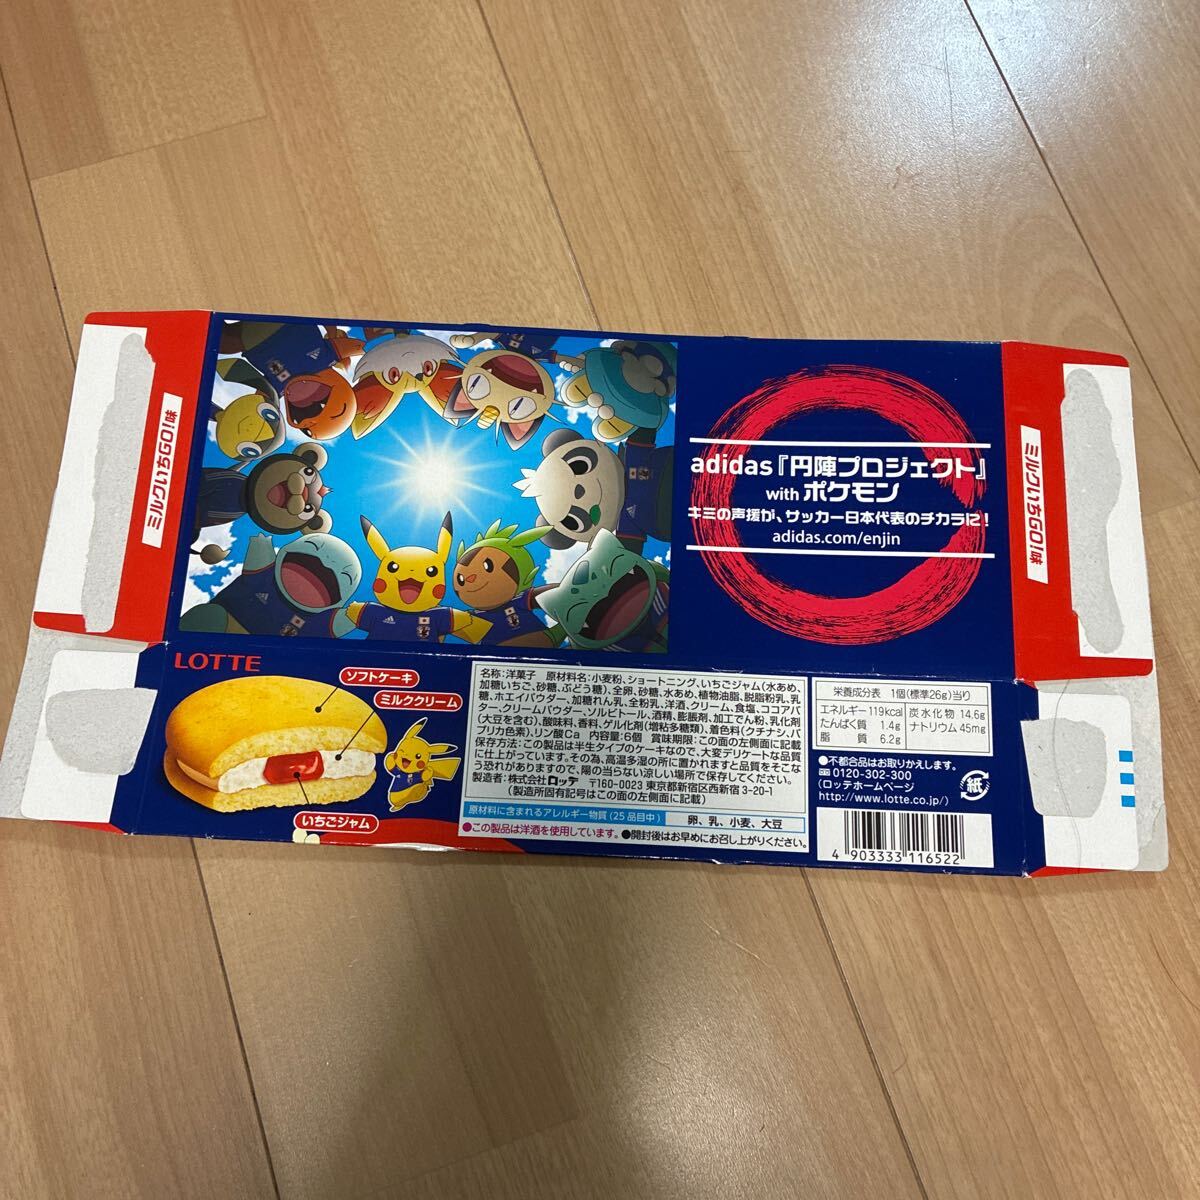 ミルクいちGO!味
adidas『円陣プロジェクト』
with ポケモン
キミの声援が、サッカー日本代表のチカラに!
adidas.com/enjin
ミルクいちGO!味
LOTTE
ソフトケーキ
ミルククリーム
いちごジャム
名称:洋菓子 原材料名:小麦粉、ショートニング、いちごジャム(水あめ、
加糖いちご、砂糖、ぶどう糖)、全卵、砂糖、水あめ、植物油脂、脱脂粉乳、乳
糖、ホエイパウダー、加糖れん乳、全粉乳、洋酒、クリーム、食塩、ココアバ
ター、クリームパウダー、ソルビトール、酒精、膨脹剤、加工でん粉、乳化剤
(大豆を含む)、酸味料、香料、ゲル化剤(増粘多糖類)、着色料(クチナシ、パ
プリカ色素)、リン酸Ca 内容量:6個 賞味期限:この面の左側面に記載
保存方法:この製品は半生タイプのケーキなので、大変デリケートな品質
に仕上がっています。その為、高温多湿の所に置かれますと品質をそこな
う恐れがありますので、陽の当らない涼しい場所で保存してください。
製造者:株式会社ロッテ 〒160-0023 東京都新宿区西新宿3-20-1
(製造所固有記号はこの面の左側面に記載)
原材料に含まれるアレルギー物質(25品目中) 卵、乳、小麦、大豆
●この製品は洋酒を使用しています。●開封後はお早めにお召し上がりください。
栄養成分表 1個(標準26g)当り
エネルギー 119kcal 炭水化物 14.6g
たんぱく質 1.4g ナトリウム 45mg
脂質 6.2g
●不都合品はお取りかえします。
0120-302-300
(ロッテホームページ
http://www.lotte.co.jp/)
紙
4 903333 116522